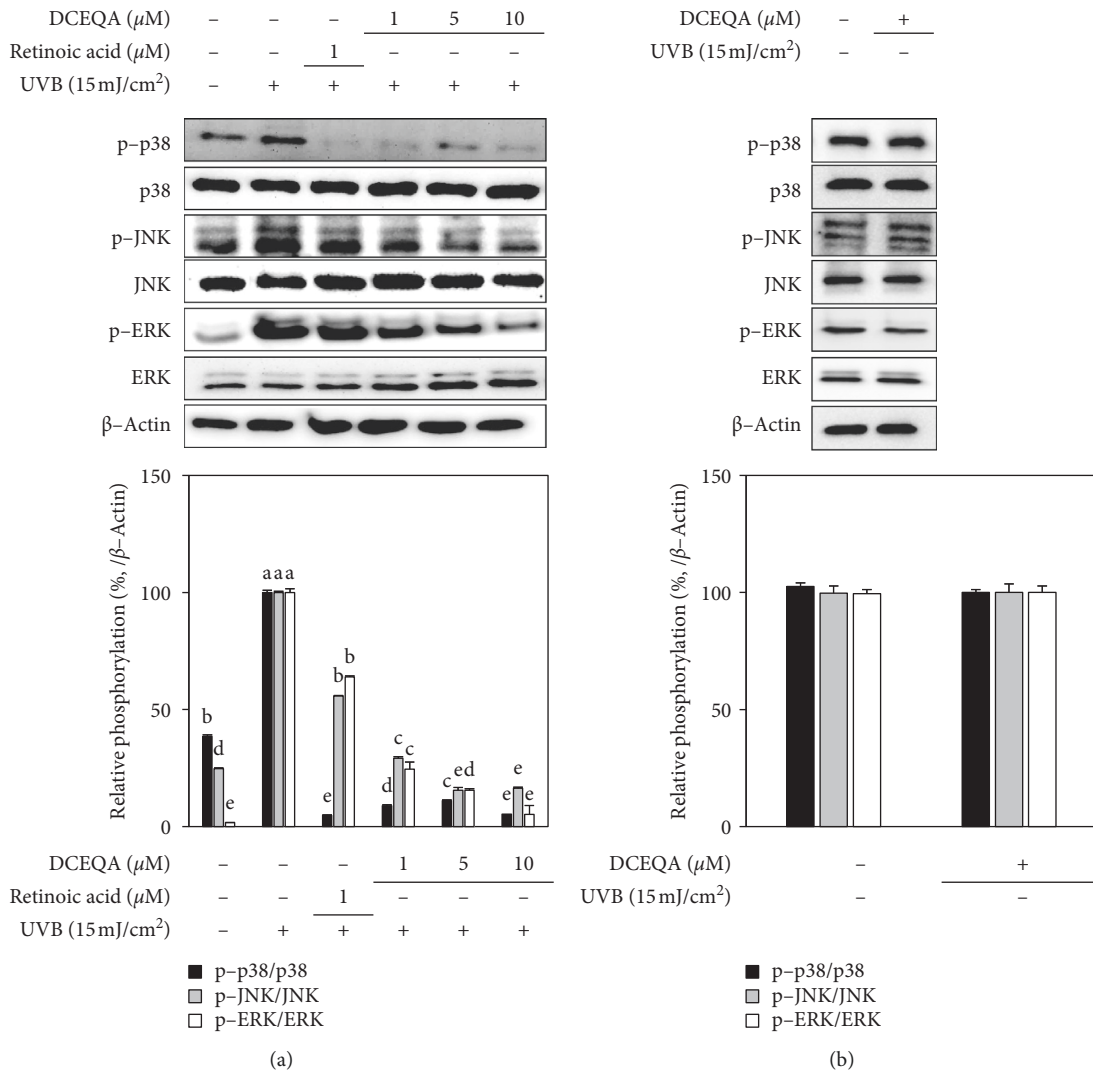 DCEQA (μM) – – – 1 5 10
Retinoic acid (μM) – – 1 – – –
UVB (15 mJ/cm²) – + + + + +
p–p38
p38
p–JNK
JNK
p–ERK
ERK
β–Actin
Relative phosphorylation (%, /β–Actin)
150
100
50
0
b d e
a a a
e b b
d c c
c e d
e e e
DCEQA (μM) – – – 1 5 10
Retinoic acid (μM) – – 1 – – –
UVB (15 mJ/cm²) – + + + + +
p–p38/p38
p–JNK/JNK
p–ERK/ERK
(a)
DCEQA (μM) – +
UVB (15 mJ/cm²) – –
p–p38
p38
p–JNK
JNK
p–ERK
ERK
β–Actin
Relative phosphorylation (%, /β–Actin)
150
100
50
0
DCEQA (μM) – +
UVB (15 mJ/cm²) – –
p–p38/p38
p–JNK/JNK
p–ERK/ERK
(b)